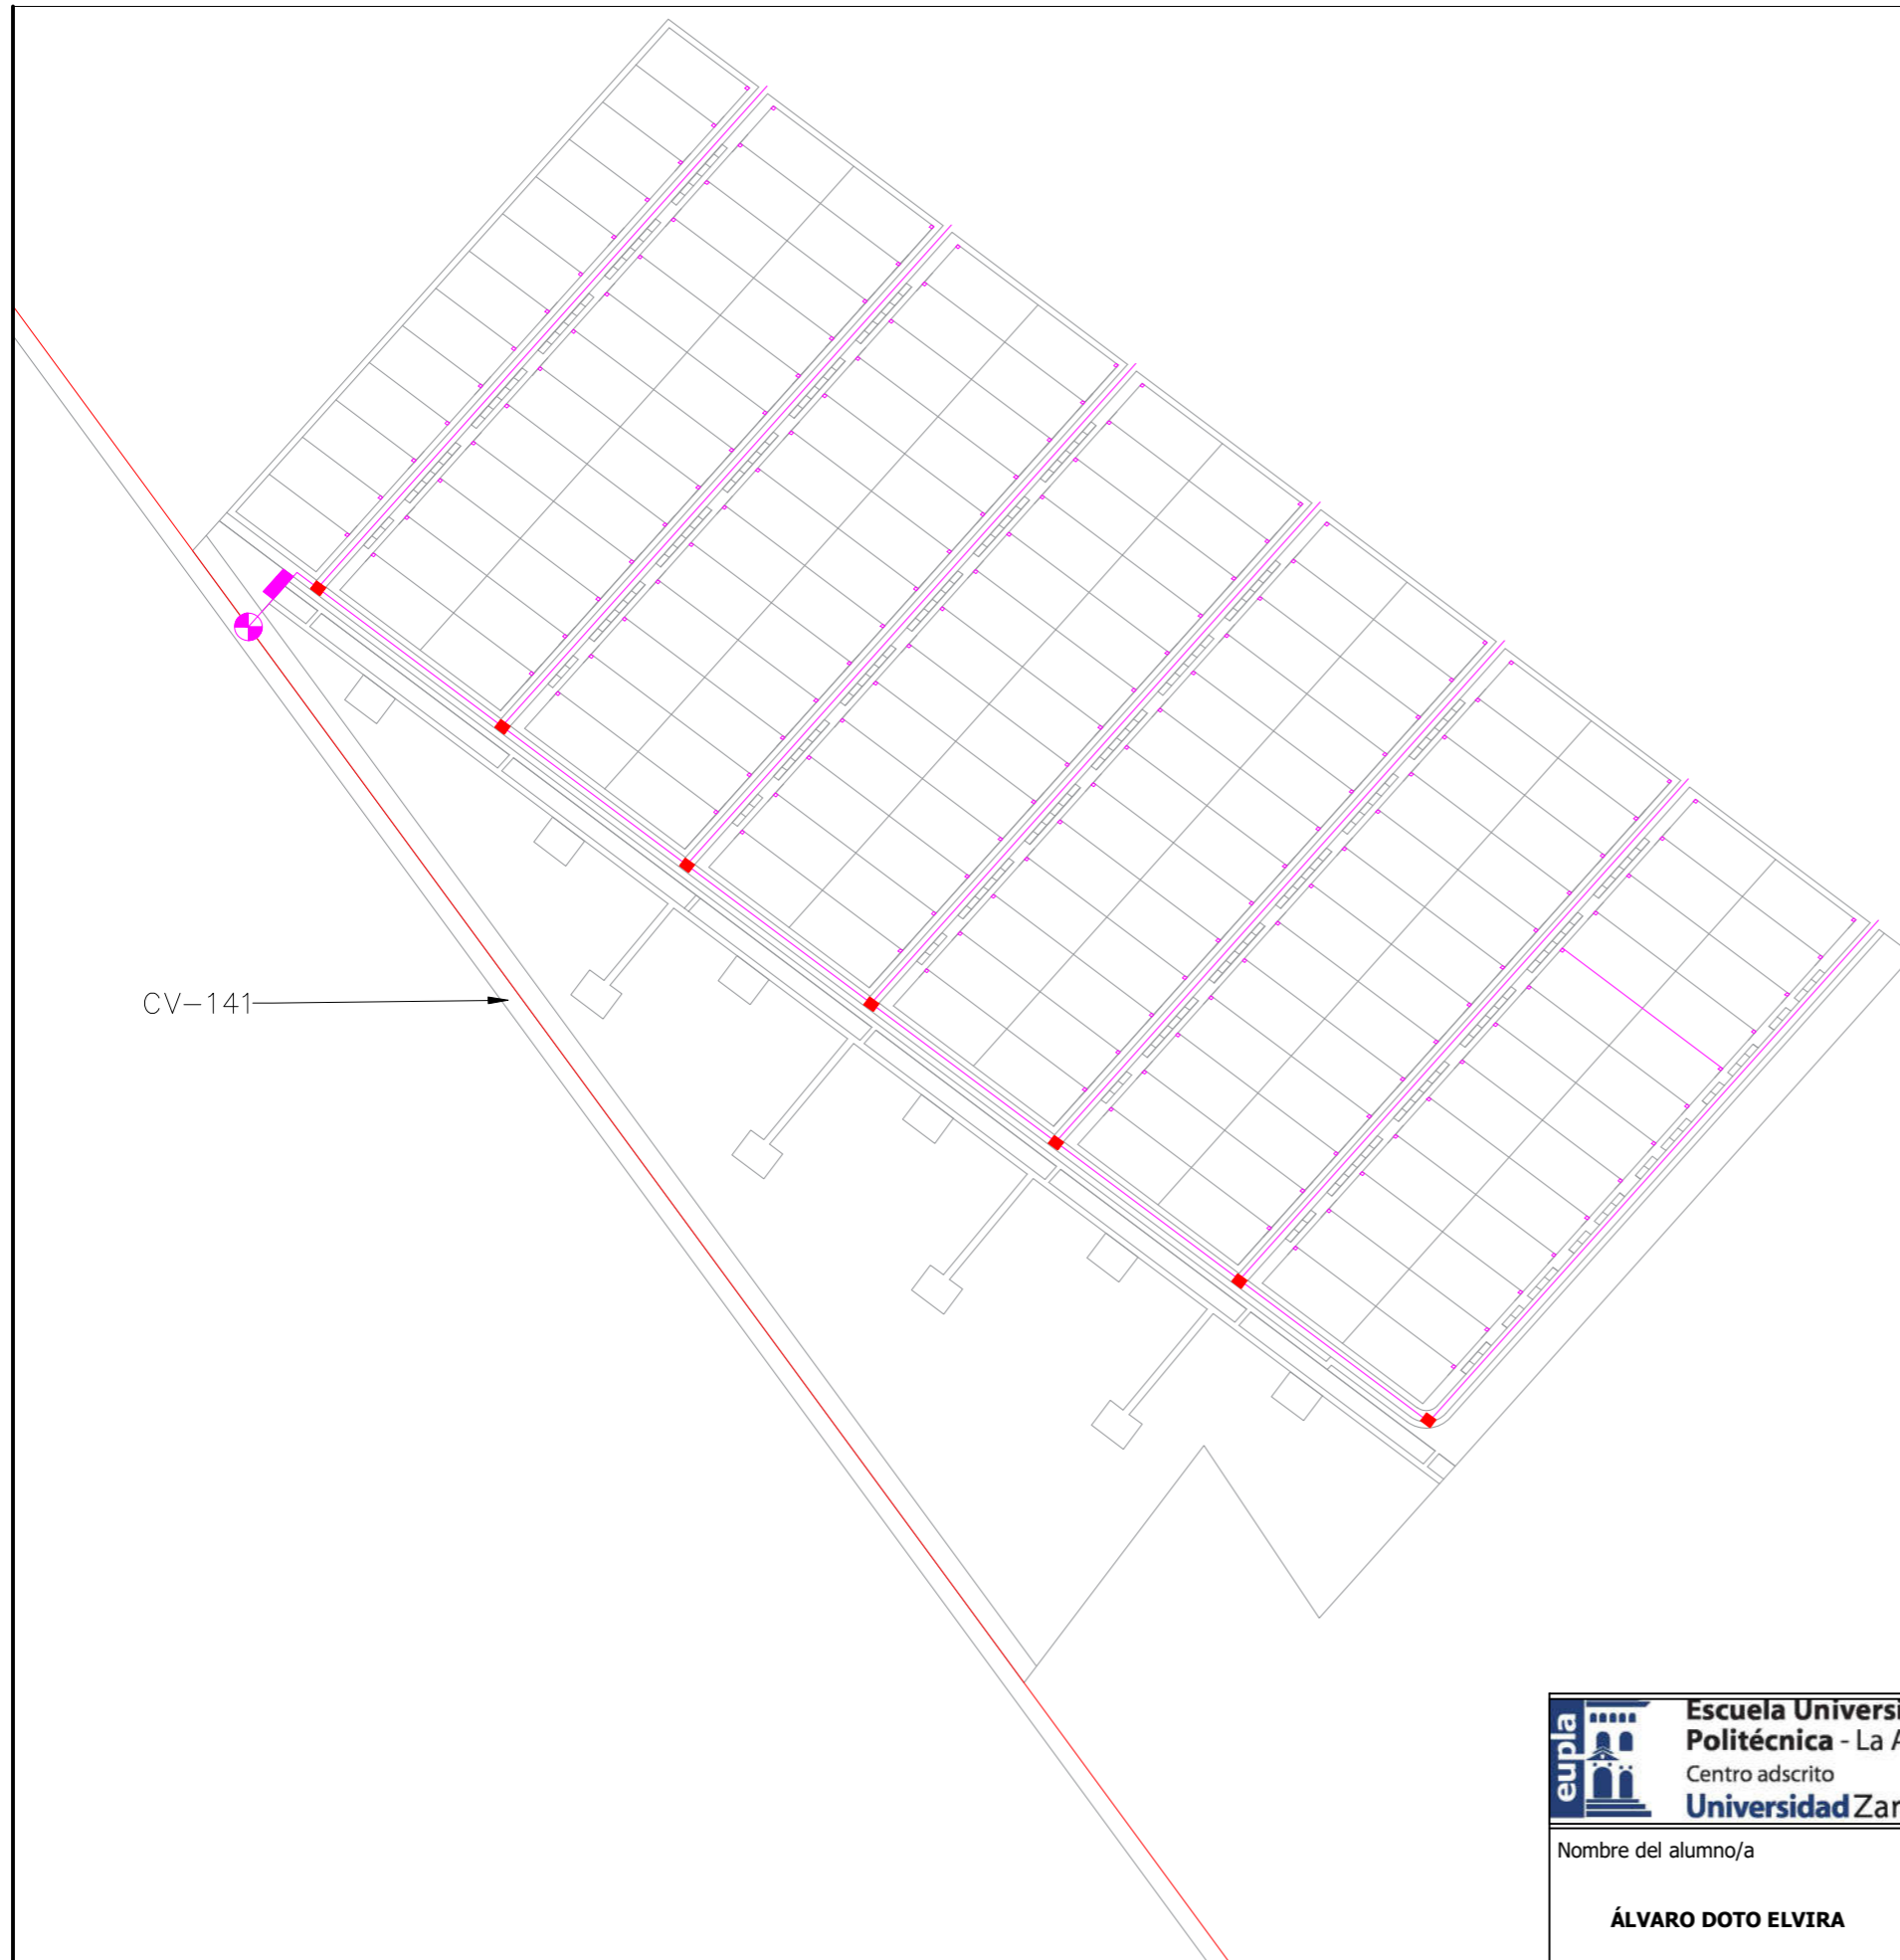 CV-141
eupla
Escuela Universi
Politécnica - La A
Centro adscrito
Universidad Zar
Nombre del alumno/a
ÁLVARO DOTO ELVIRA